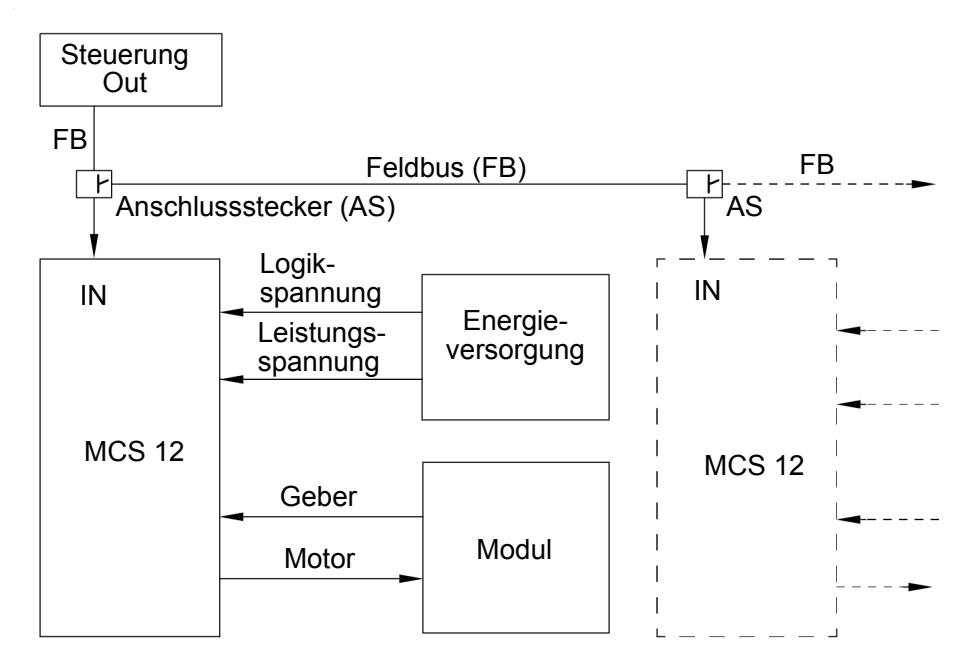 Steuerung
Out
FB
Feldbus (FB)
FB
Anschlussstecker (AS)
AS
IN
Logik-
spannung
Leistungs-
spannung
Energie-
versorgung
IN
MCS 12
MCS 12
Geber
Motor
Modul